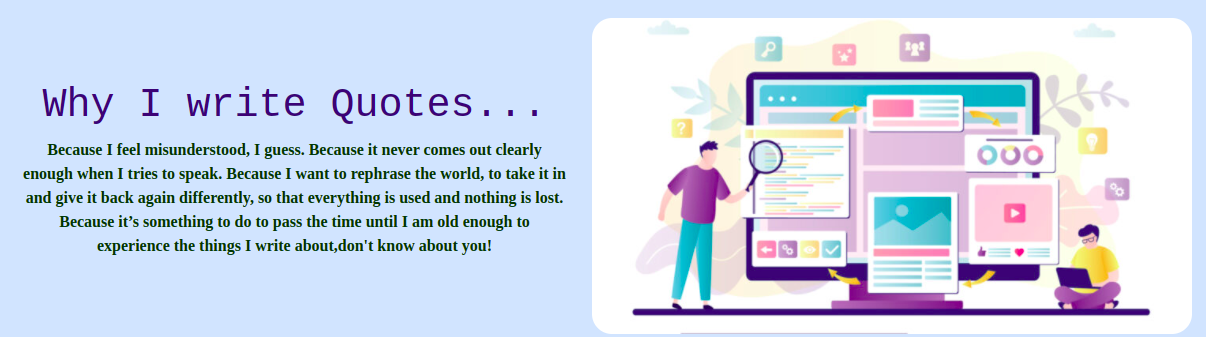 Why I write Quotes...
Because I feel misunderstood, I guess. Because it never comes out clearly
enough when I tries to speak. Because I want to rephrase the world, to take it in
and give it back again differently, so that everything is used and nothing is lost.
Because it’s something to do to pass the time until I am old enough to
experience the things I write about,don't know about you!
?